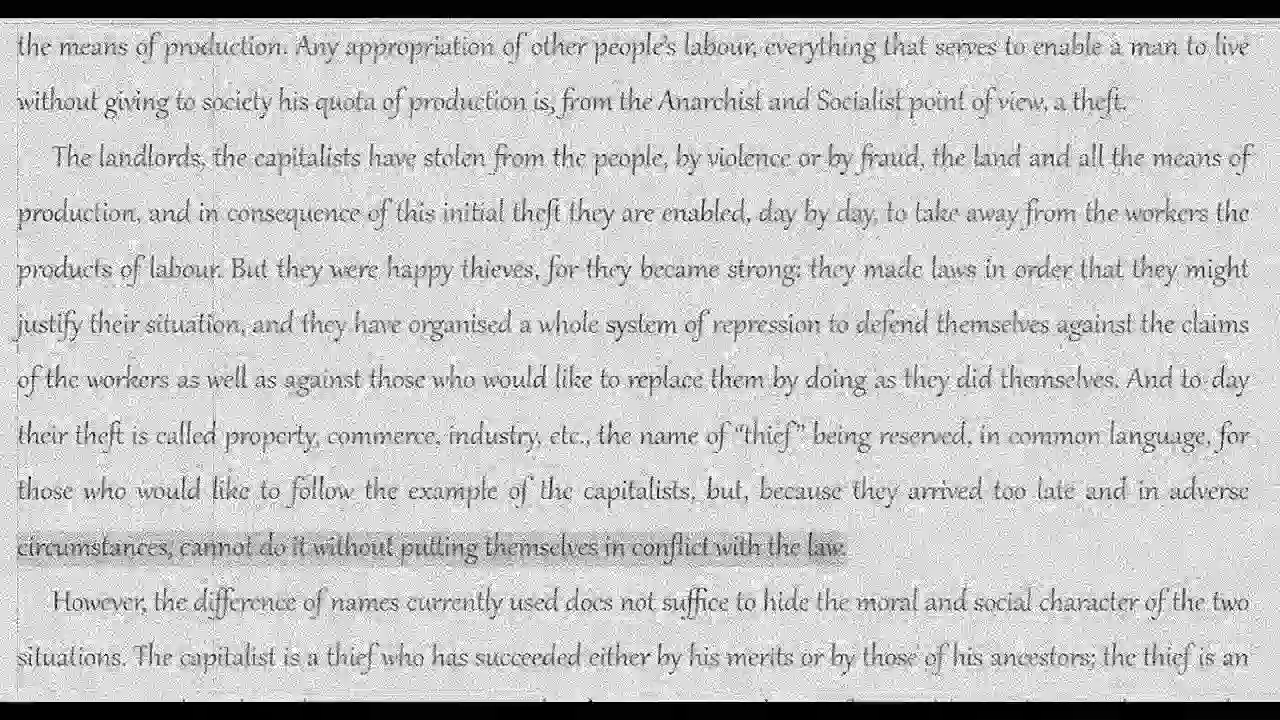 the means of production. Any appropriation of other people's labour, everything that serves to enable a man to live
without giving to society his quota of production is, from the Anarchist and Socialist point of view, a theft.
The landlords, the capitalists have stolen from the people, by violence or by fraud, the land and all the means of
production, and in consequence of this initial theft they are enabled, day by day, to take away from the workers the
products of labour. But they were happy thieves, for they became strong; they made laws in order that they might
justify their situation, and they have organised a whole system of repression to defend themselves against the claims
of the workers as well as against those who would like to replace them by doing as they did themselves. And to-day
their theft is called property, commerce, industry, etc., the name of “thief” being reserved, in common language, for
those who would like to follow the example of the capitalists, but, because they arrived too late and in adverse
circumstances, cannot do it without putting themselves in conflict with the law.
However, the difference of names currently used does not suffice to hide the moral and social character of the two
situations. The capitalist is a thief who has succeeded either by his merits or by those of his ancestors; the thief is an